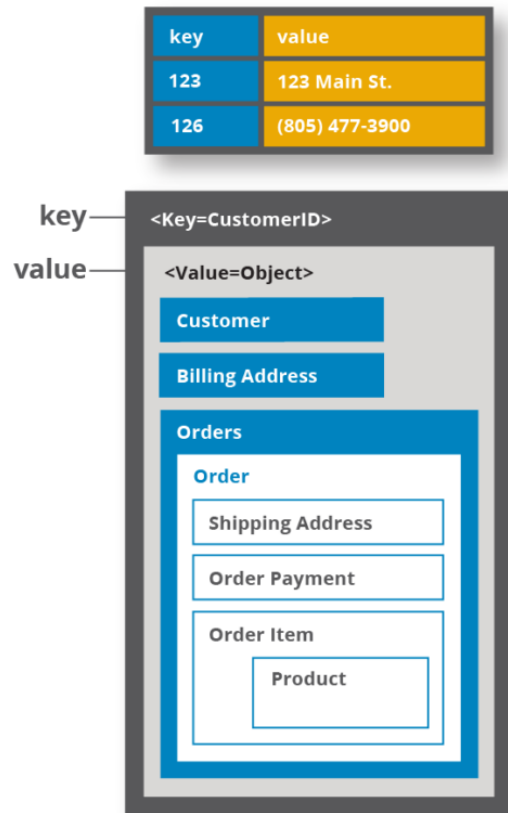 key value
123 123 Main St.
126 (805) 477-3900
key <Key=CustomerID>
value <Value=Object>
Customer
Billing Address
Orders
Order
Shipping Address
Order Payment
Order Item
Product